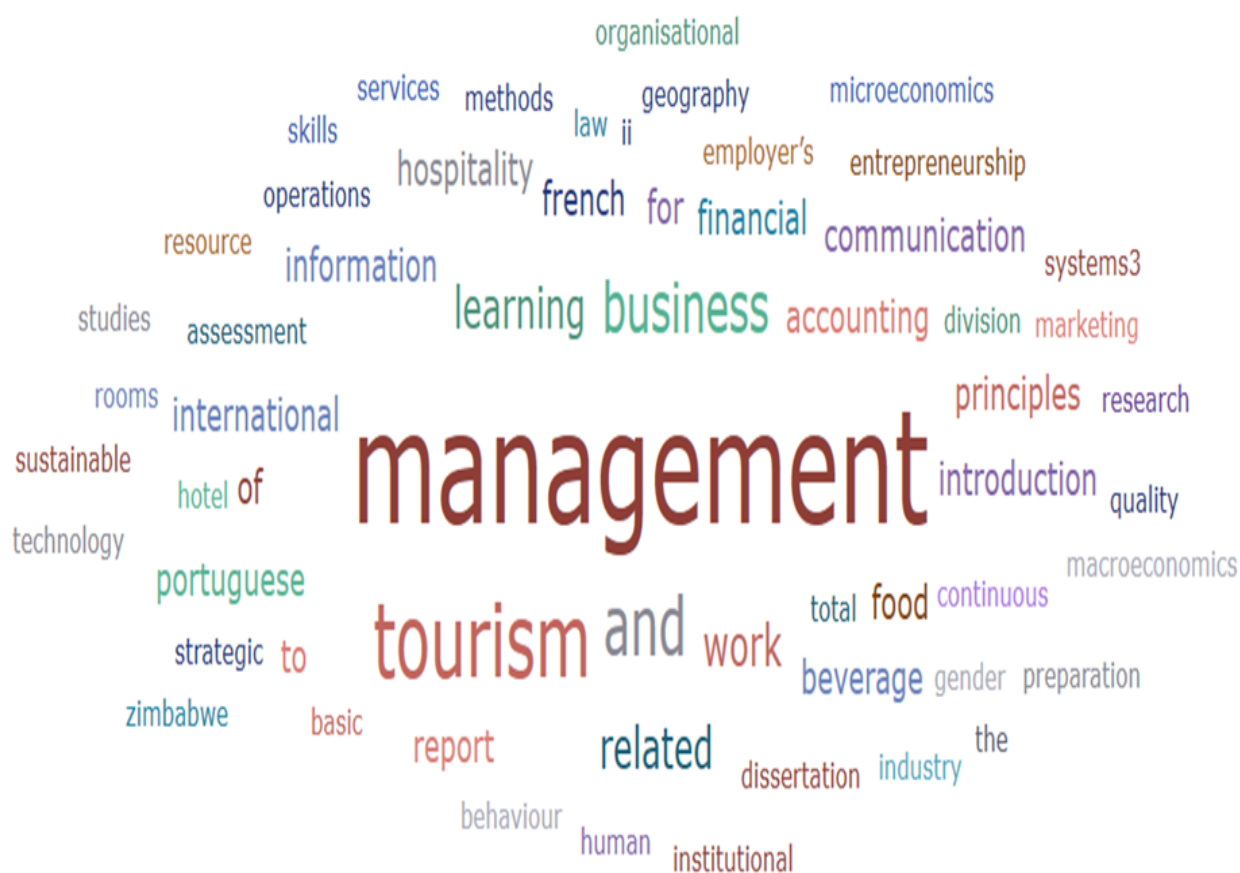 organisational
services methods geography microeconomics
skills law ii
hospitality employer’s entrepreneurship
operations french for financial
resource information communication systems3
learning business accounting division marketing
studies assessment
rooms international principles research
sustainable hotel of management introduction quality
technology
portuguese total food continuous macroeconomics
strategic to tourism and work beverage gender preparation
zimbabwe basic
report related the
dissertation industry
behaviour human institutional